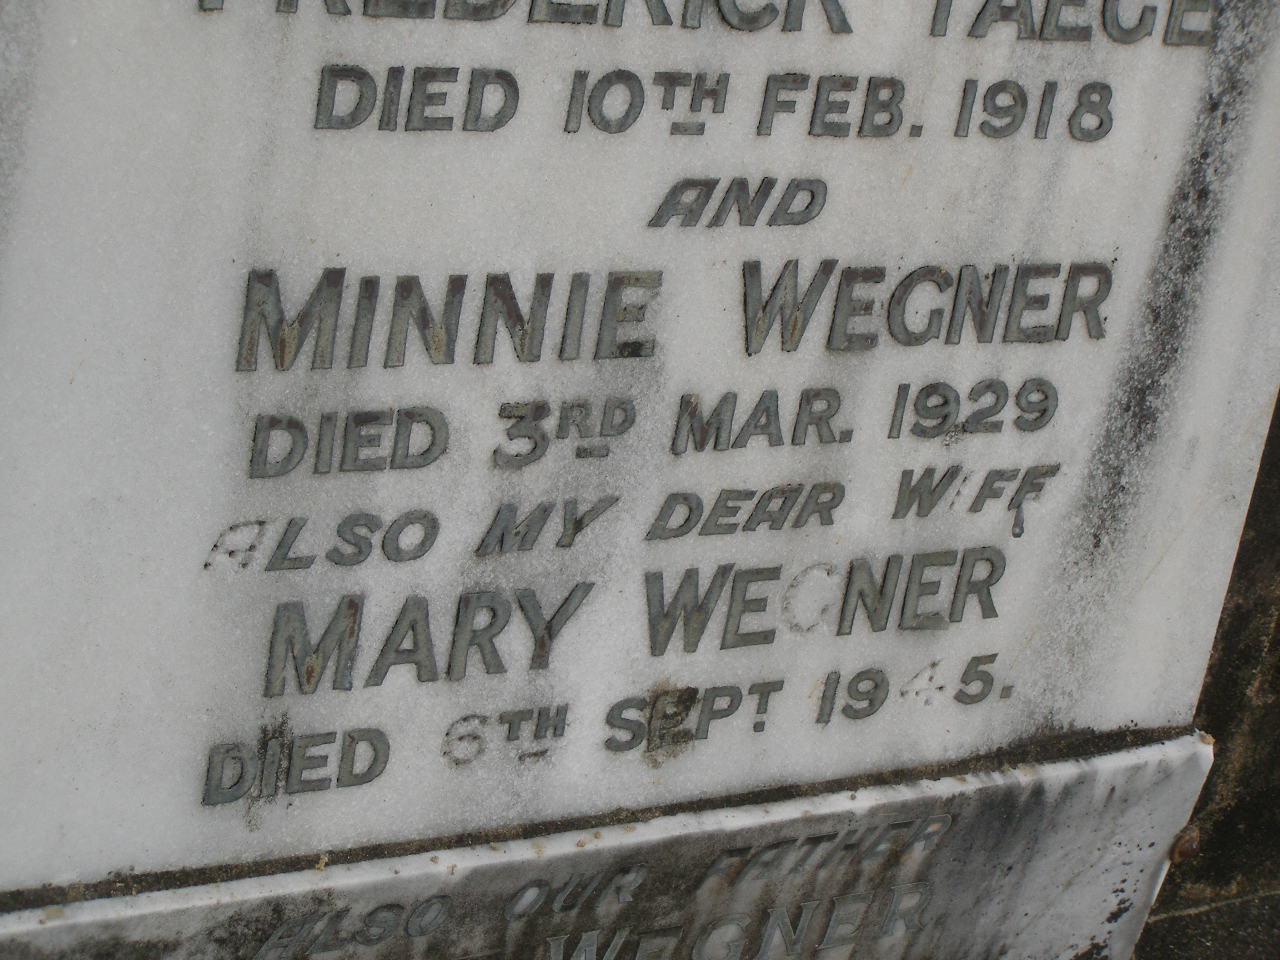 FREDERICK
DIED 10TH FEB. 1918
AND
MINNIE WEGNER
DIED 3RD MAR. 1929
ALSO MY DEAR WIFE
MARY WEGNER
DIED 6TH SEPT. 1945.
ALSO OUR FATHER
WEGNER